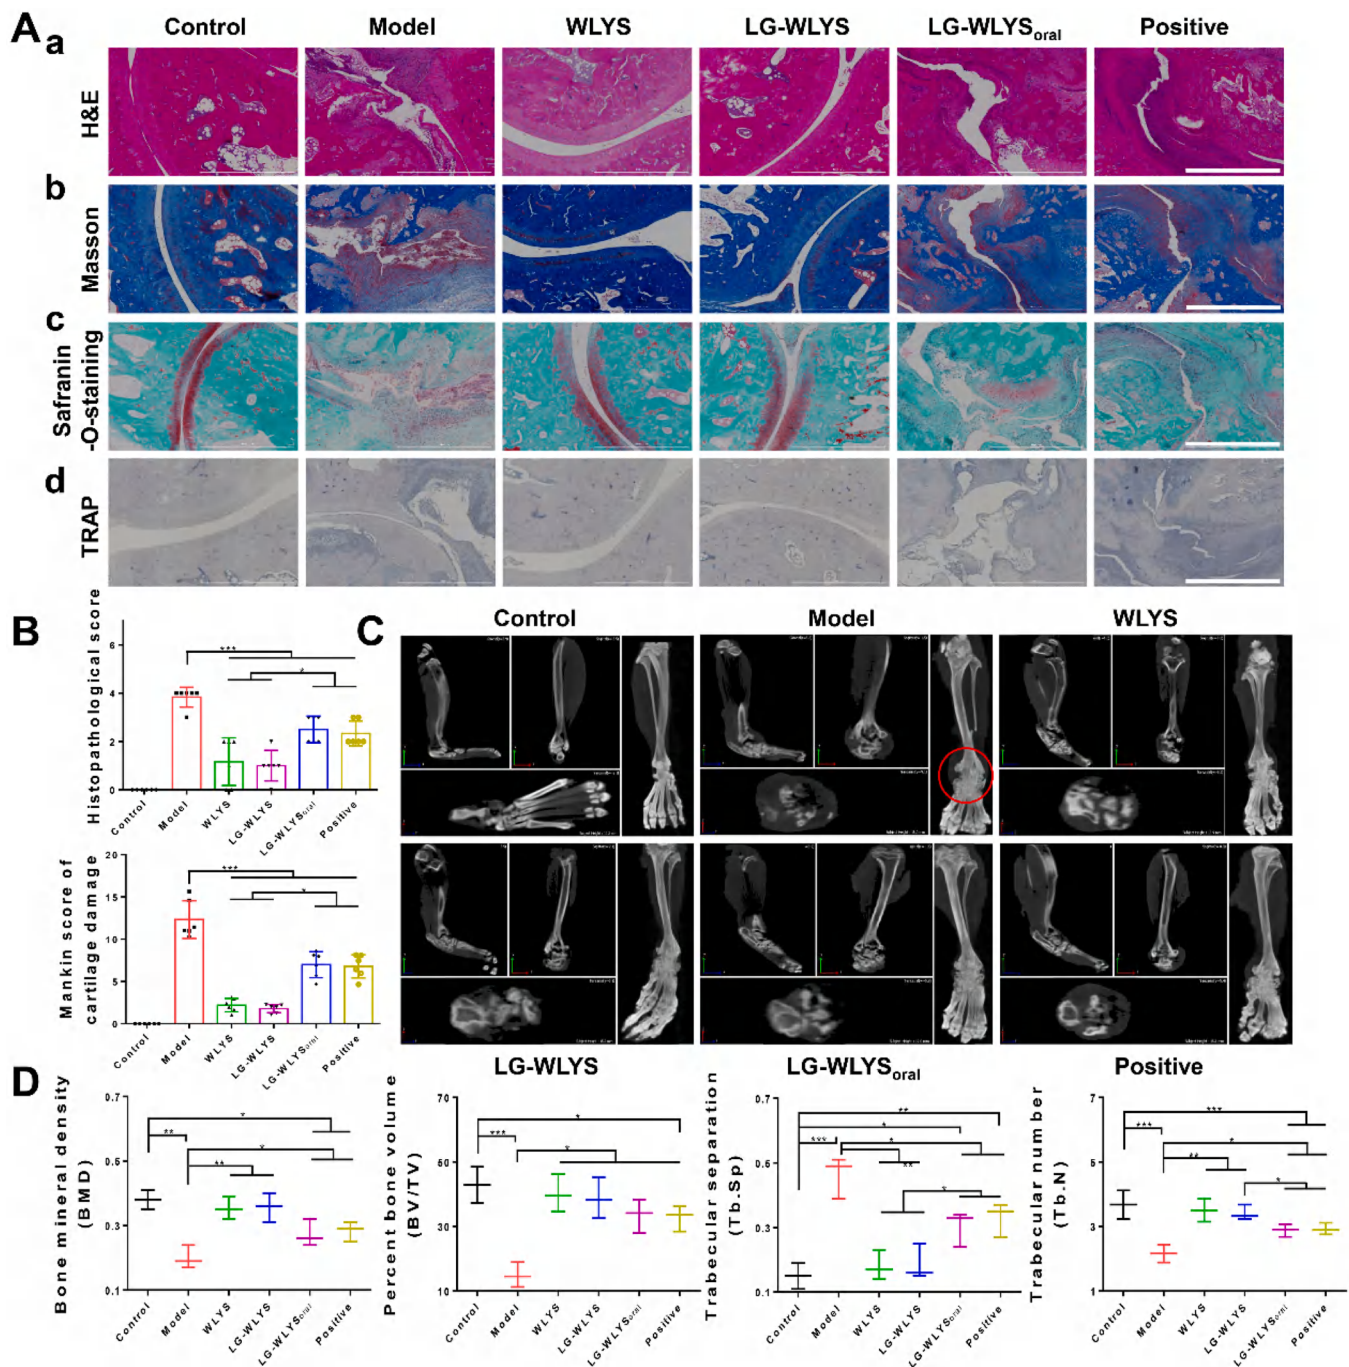 A
a
Control
Model
WLYS
LG-WLYS
LG-WLYSoral
Positive
H&E
b
Masson
c
Safranin
-O-staining
d
TRAP
B
Histopathological score
6
4
2
0
***
*
Control
Model
WLYS
LG-WLYS
LG-WLYSoral
Positive
Mankin score of
cartilage damage
20
15
10
5
0
***
*
Control
Model
WLYS
LG-WLYS
LG-WLYSoral
Positive
C
Control
Model
WLYS
LG-WLYS
LG-WLYSoral
Positive
D
Bone mineral density
(BMD)
0.7
0.5
0.3
0.1
*
**
*
**
Control
Model
WLYS
LG-WLYS
LG-WLYSoral
Positive
Percent bone volume
(BV/TV)
70
50
30
10
*
***
*
Control
Model
WLYS
LG-WLYS
LG-WLYSoral
Positive
Trabecular separation
(Tb.Sp)
0.7
0.5
0.3
0.1
**
*
***
*
**
*
Control
Model
WLYS
LG-WLYS
LG-WLYSoral
Positive
Trabecular number
(Tb.N)
7
5
3
1
***
***
*
**
*
Control
Model
WLYS
LG-WLYS
LG-WLYSoral
Positive